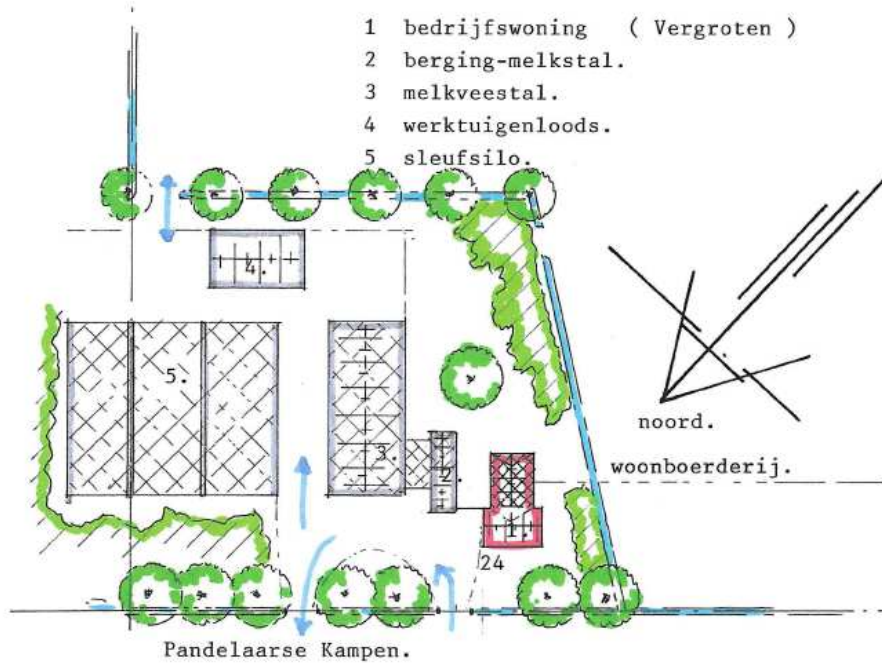 1 bedrijfswoning ( Vergroten )
2 berging-melkstal.
3 melkveestal.
4 werktuigenloods.
5 sleufsilo.
4.
5.
3.
2.
1.
24
noord.
woonboerderij.
Pandelaarse Kampen.